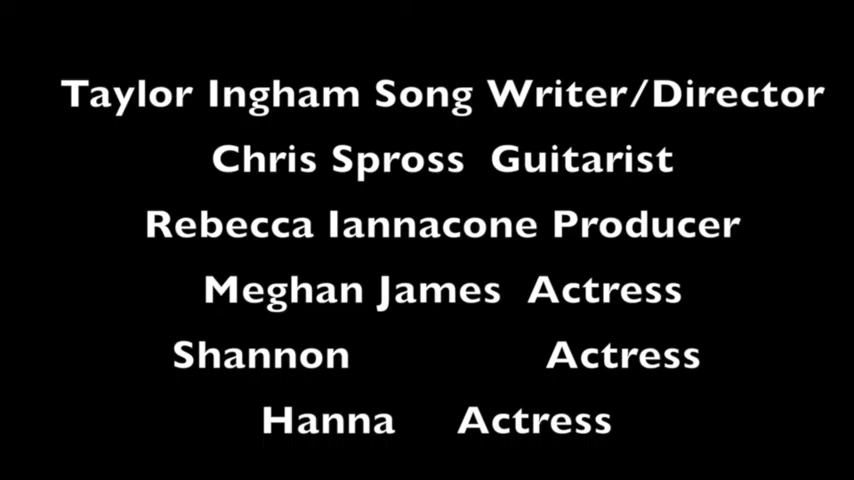 Taylor Ingham Song Writer/Director
Chris Spross Guitarist
Rebecca Iannacone Producer
Meghan James Actress
Shannon Actress
Hanna Actress